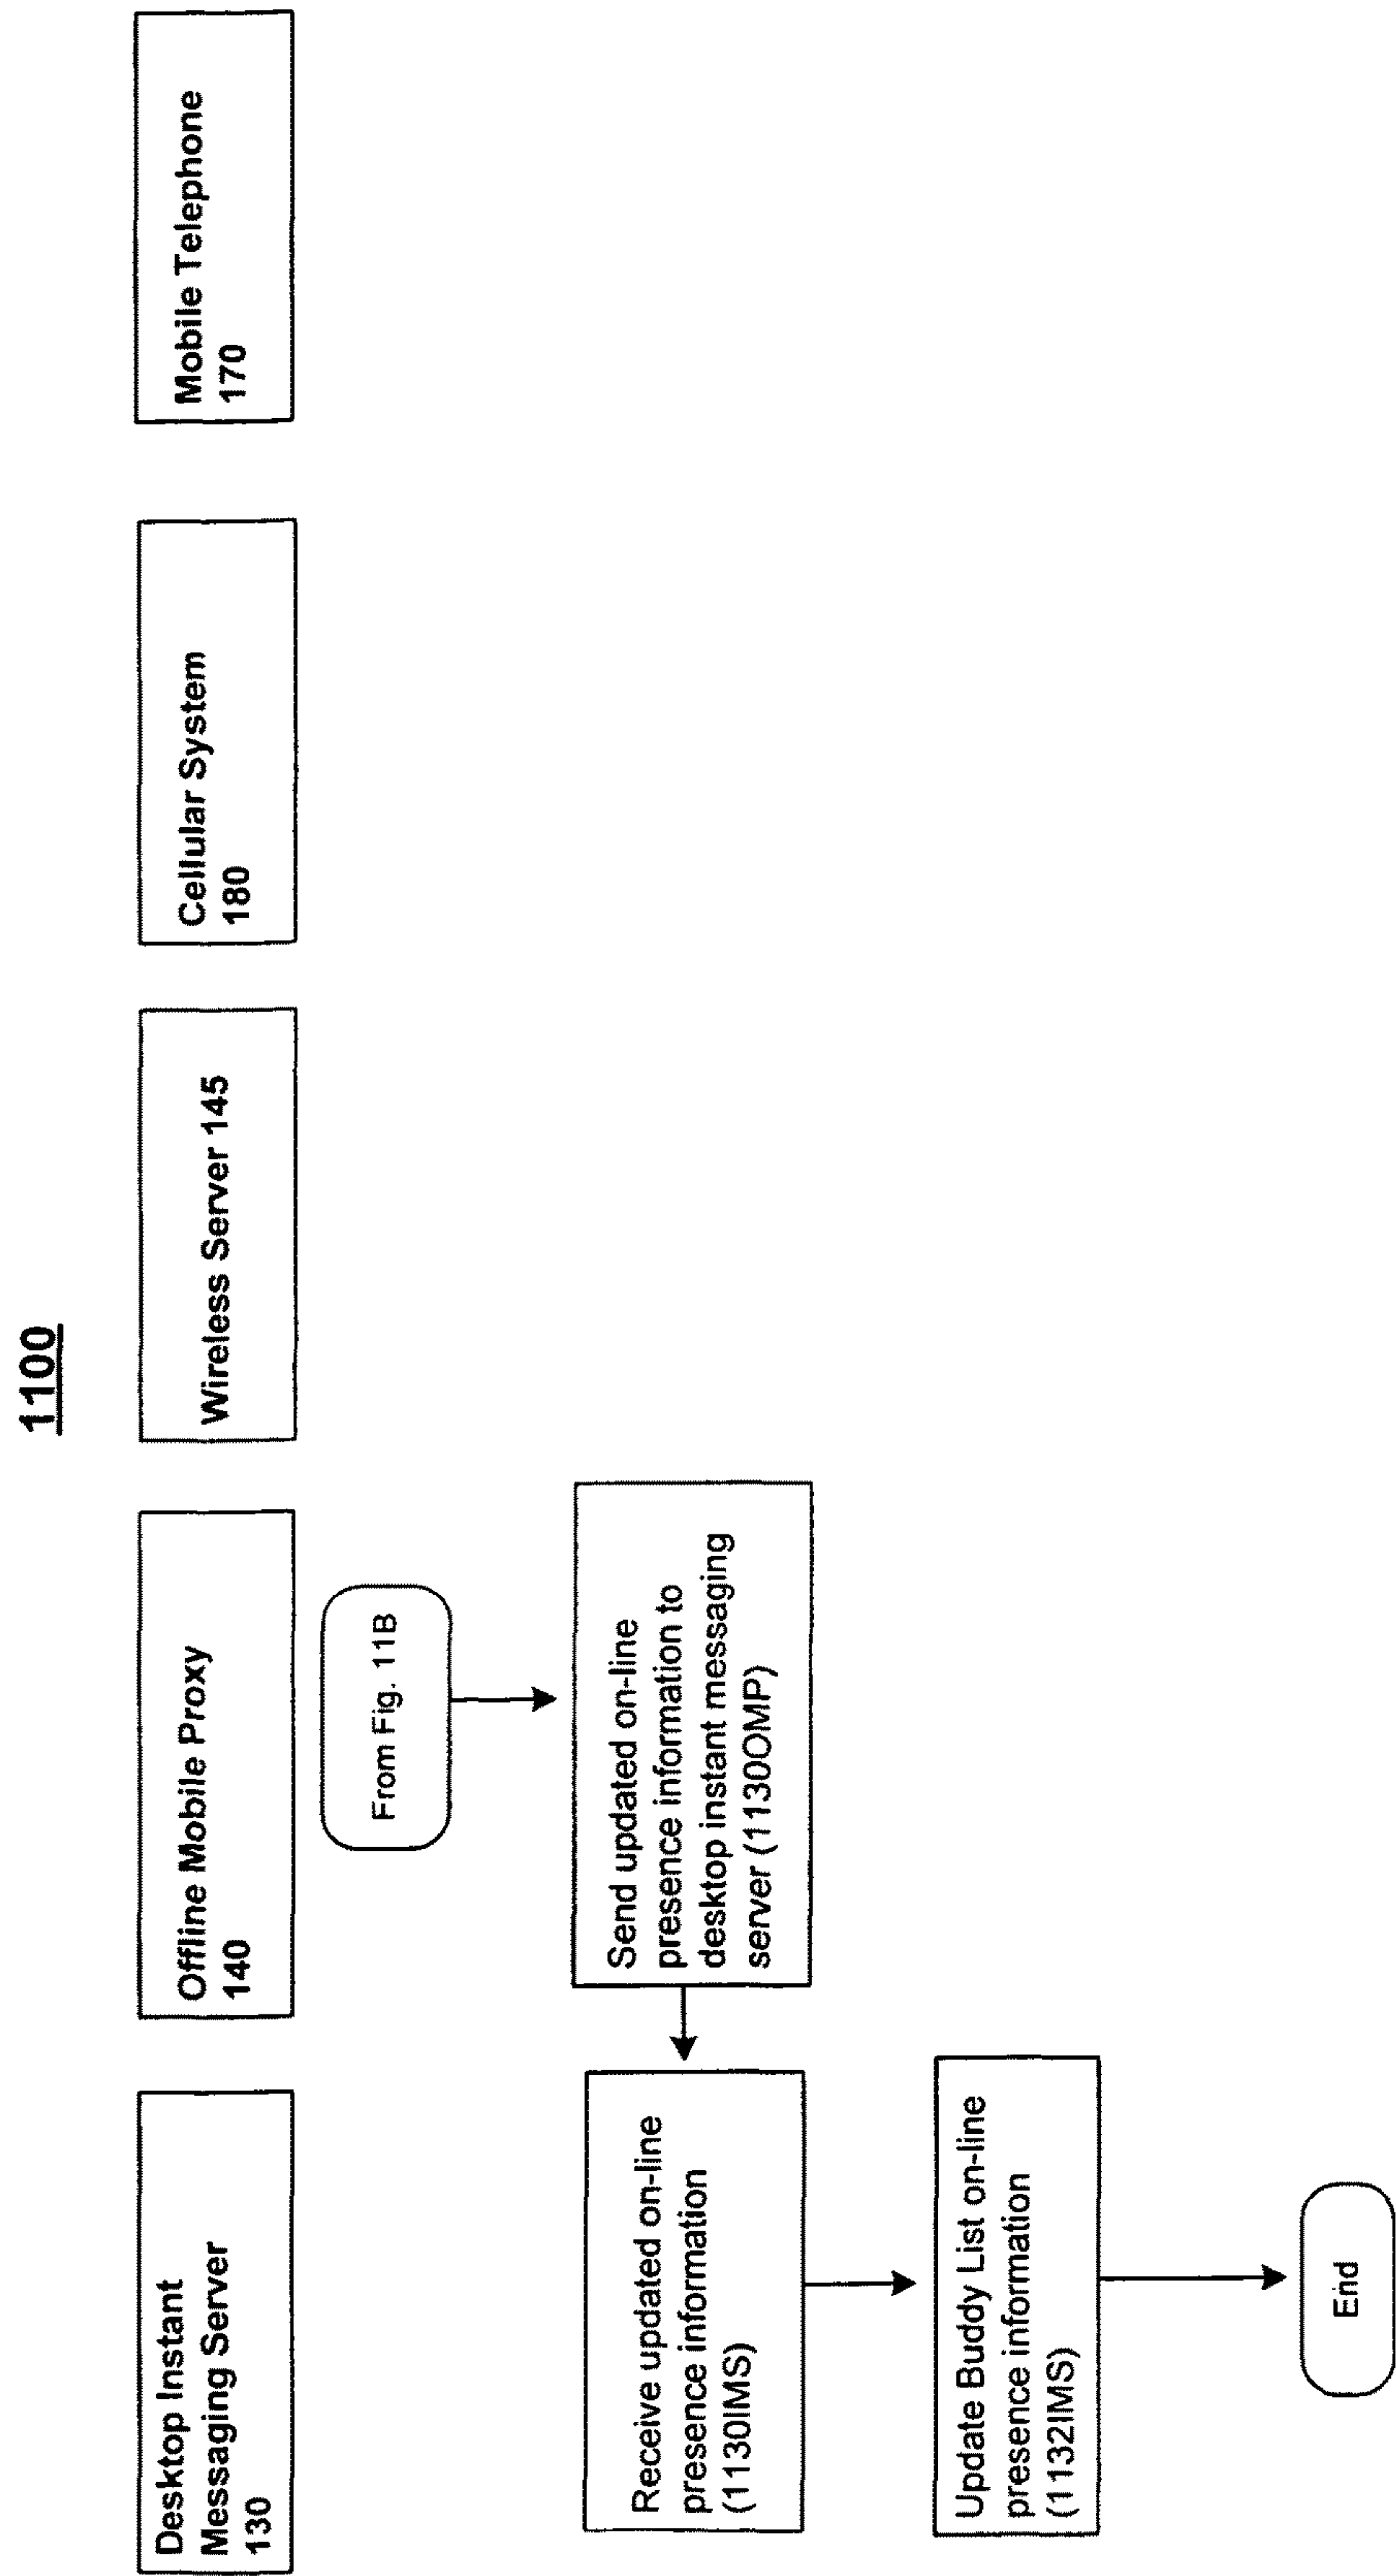 1100
Desktop Instant
Messaging Server
130
Offline Mobile Proxy
140
Wireless Server 145
Cellular System
180
Mobile Telephone
170
From Fig. 11B
Send updated on-line
presence information to
desktop instant messaging
server (1130OMP)
Receive updated on-line
presence information
(1130IMS)
Update Buddy List on-line
presence information
(1132IMS)
End